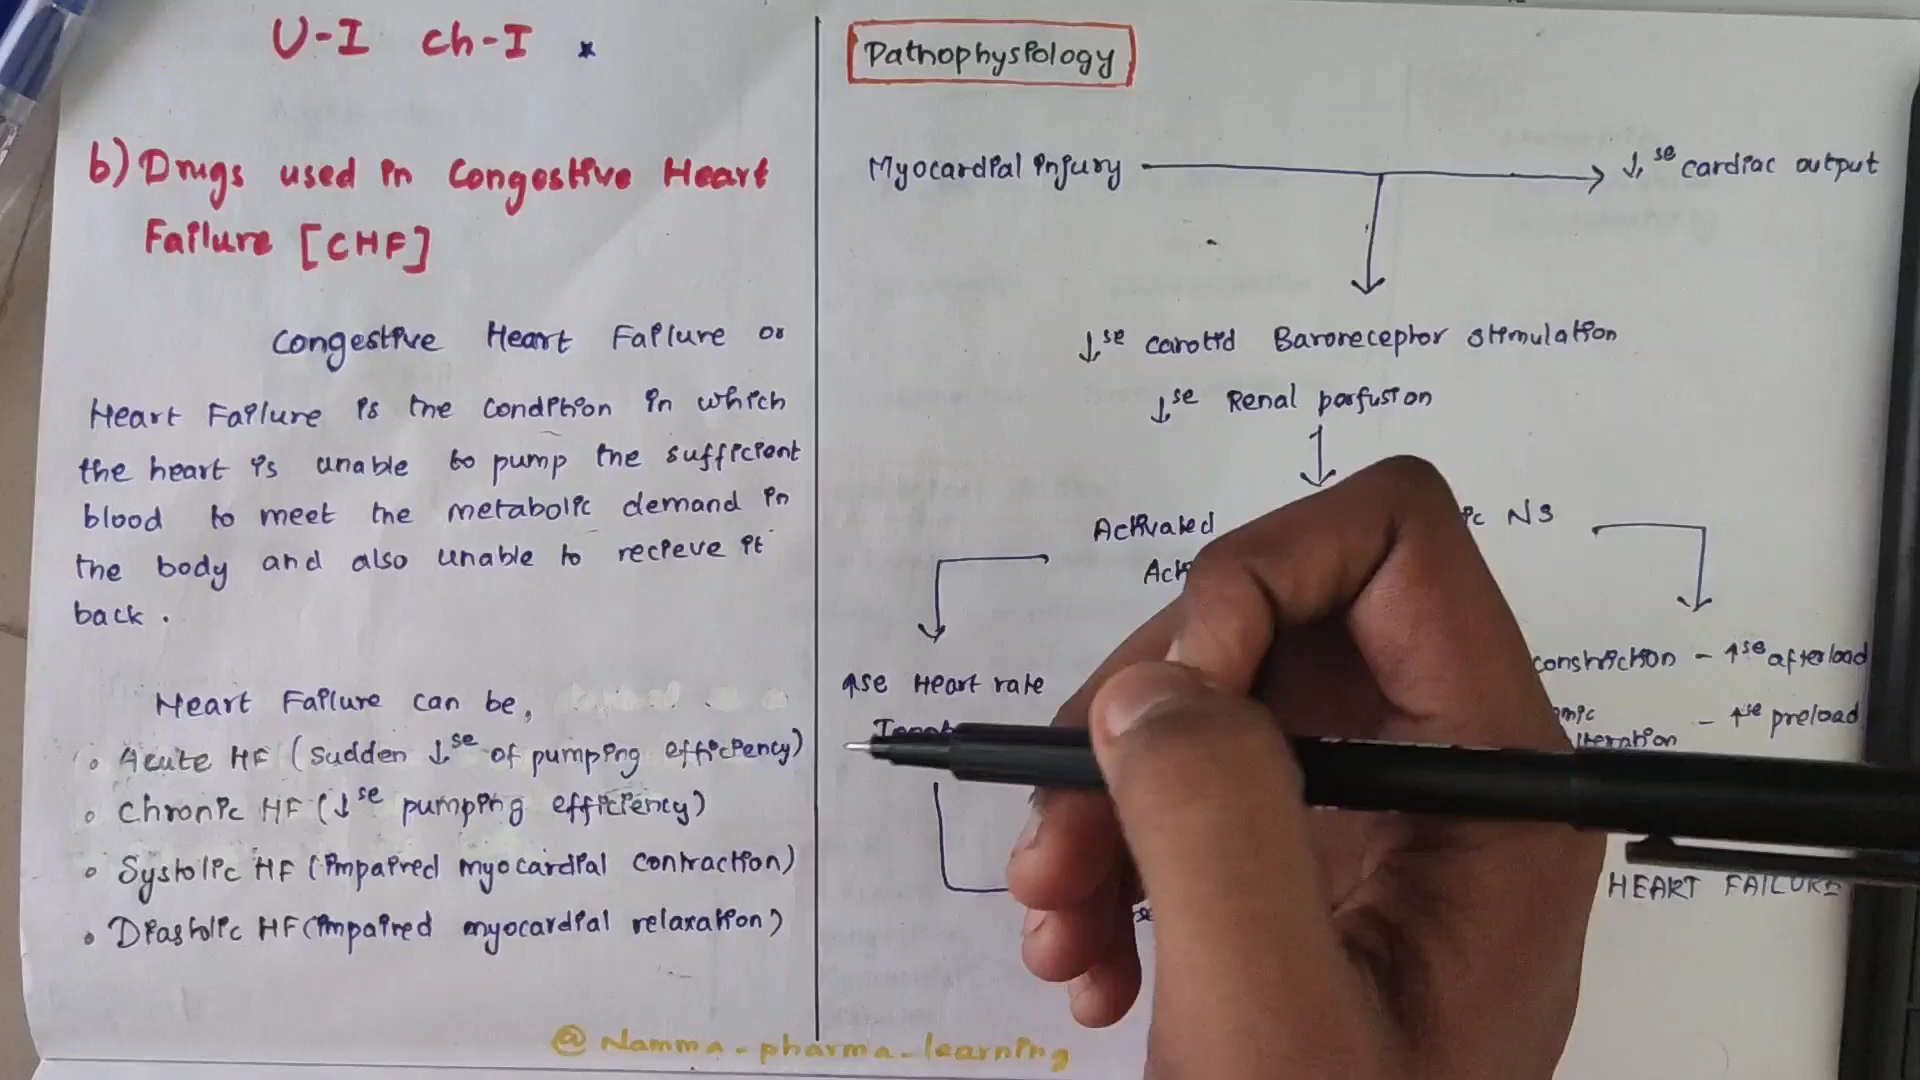 U-I ch-I *
b) Drugs used in Congestive Heart
Failure [CHF]
Congestive Heart Failure or
Heart Failure is the condition in which
the heart is unable to pump the sufficient
blood to meet the metabolic demand in
the body and also unable to recieve it
back.
Heart Failure can be,
• Acute HF (sudden ↓se of pumping efficiency)
• Chronic HF (↓se pumping efficiency)
• Systolic HF (impaired myocardial contraction)
• Diastolic HF (impaired myocardial relaxation)
Pathophysiology
Myocardial injury → ↓se cardiac output
↓se carotid Baroreceptor stimulation
↓se Renal parfusion
Activated NS
↑se Heart rate
constriction - ↑se afterload
- ↑se preload
HEART FAILURE
@Namma-pharma-learning